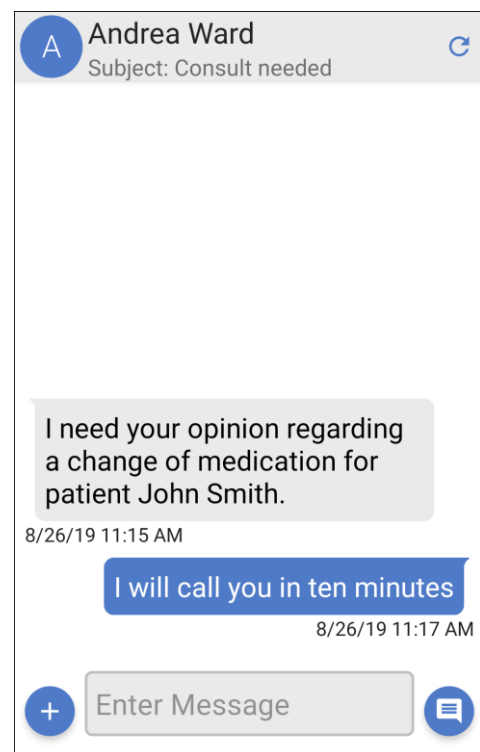 A
Andrea Ward
Subject: Consult needed
I need your opinion regarding
a change of medication for
patient John Smith.
8/26/19 11:15 AM
I will call you in ten minutes
8/26/19 11:17 AM
+
Enter Message